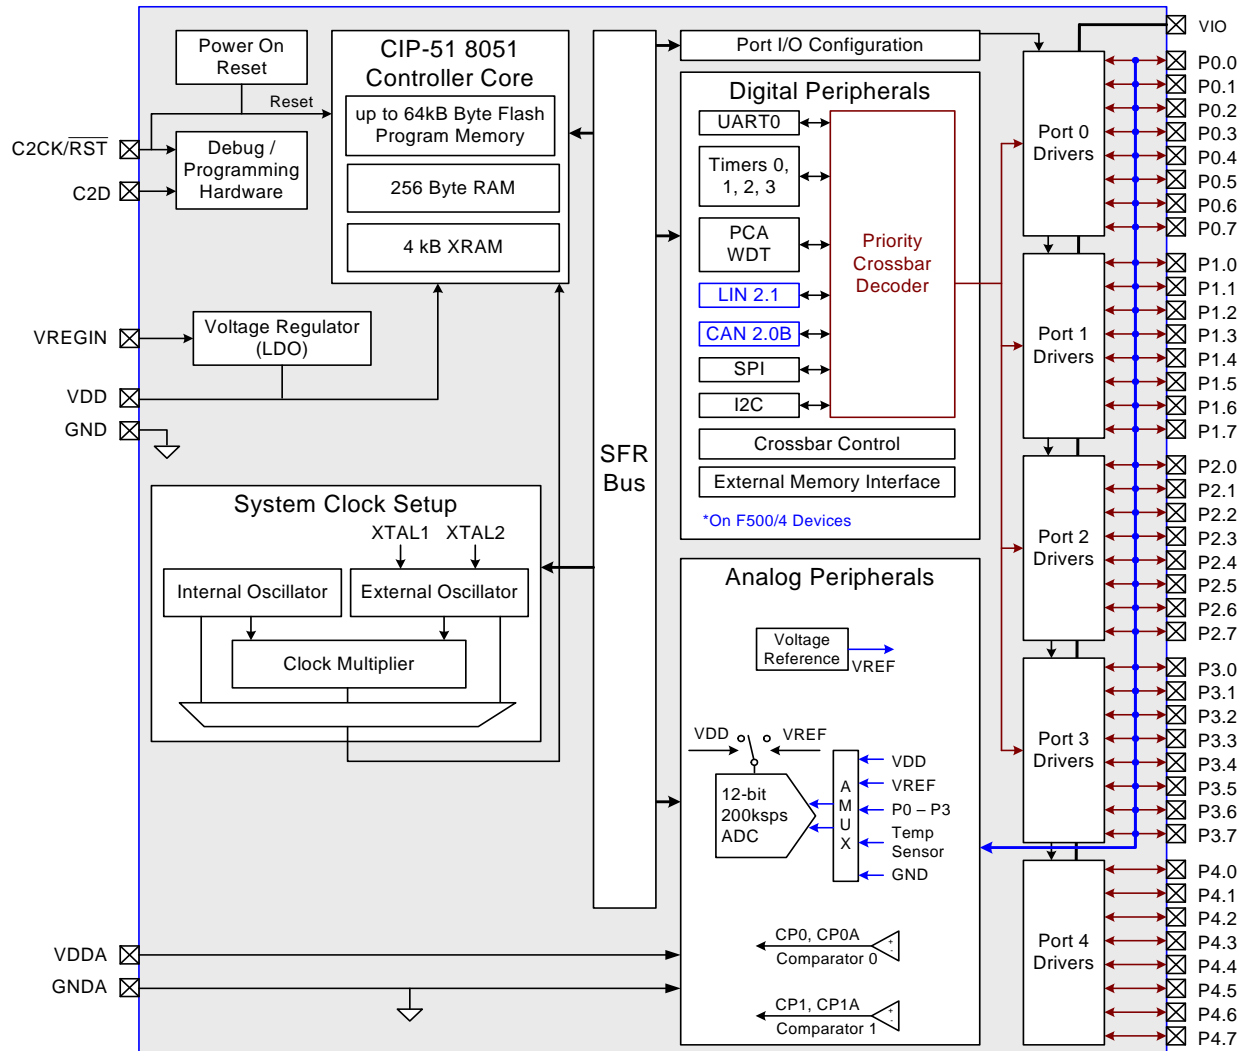 VIO
Power On
Reset
CIP-51 8051
Controller Core
up to 64kB Byte Flash
Program Memory
256 Byte RAM
4 kB XRAM
Reset
C2CK/RST
C2D
Debug /
Programming
Hardware
VREGIN
Voltage Regulator
(LDO)
VDD
GND
System Clock Setup
XTAL1 XTAL2
Internal Oscillator
External Oscillator
Clock Multiplier
VDDA
GNDA
SFR
Bus
Port I/O Configuration
Digital Peripherals
UART0
Timers 0,
1, 2, 3
PCA
WDT
LIN 2.1
CAN 2.0B
SPI
I2C
Priority
Crossbar
Decoder
Crossbar Control
External Memory Interface
*On F500/4 Devices
Analog Peripherals
Voltage
Reference
VREF
VDD
VREF
12-bit
200ksps
ADC
A
M
U
X
VDD
VREF
P0 – P3
Temp
Sensor
GND
CP0, CP0A
+
-
Comparator 0
CP1, CP1A
+
-
Comparator 1
Port 0
Drivers
Port 1
Drivers
Port 2
Drivers
Port 3
Drivers
Port 4
Drivers
P0.0
P0.1
P0.2
P0.3
P0.4
P0.5
P0.6
P0.7
P1.0
P1.1
P1.2
P1.3
P1.4
P1.5
P1.6
P1.7
P2.0
P2.1
P2.2
P2.3
P2.4
P2.5
P2.6
P2.7
P3.0
P3.1
P3.2
P3.3
P3.4
P3.5
P3.6
P3.7
P4.0
P4.1
P4.2
P4.3
P4.4
P4.5
P4.6
P4.7